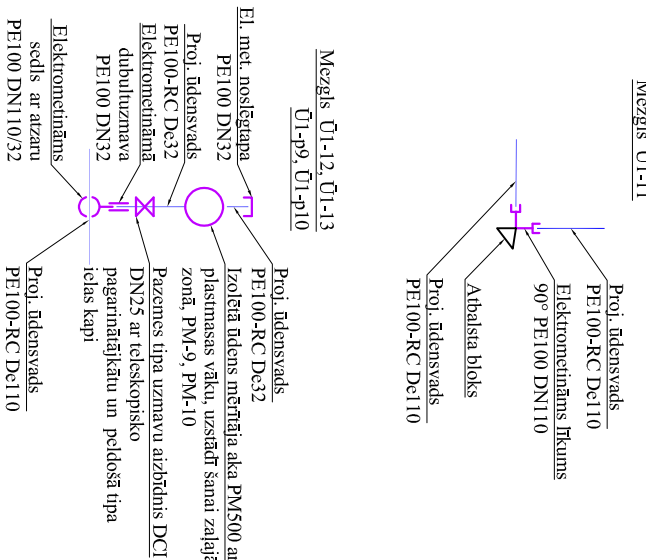 Mezgls Ū1-11
Proj. ūdensvads
PE100-RC De110
Elektrometināms līkums
90° PE100 DN110
Atbalsta bloks
Proj. ūdensvads
PE100-RC De110
Mezgls Ū1-12, Ū1-13
Ū1-p9, Ū1-p10
El. met. noslēgtapa
PE100 DN32
Proj. ūdensvads
PE100-RC De32
Elektrometināmā
dubultuzmava
PE100 DN32
Elektrometināms
sedls ar atzaru
PE100 DN110/32
Proj. ūdensvads
PE100-RC De32
Izolētā ūdens mērītāja aka PM500 ar
plastmasas vāku, uzstādī šanai zaļajā
zonā, PM-9, PM-10
Pazemes tipa uzmavu aizbīdnis DCI
DN25 ar teleskopisko
pagarinātājkātu un peldošā tipa
ielas kapi
Proj. ūdensvads
PE100-RC De110